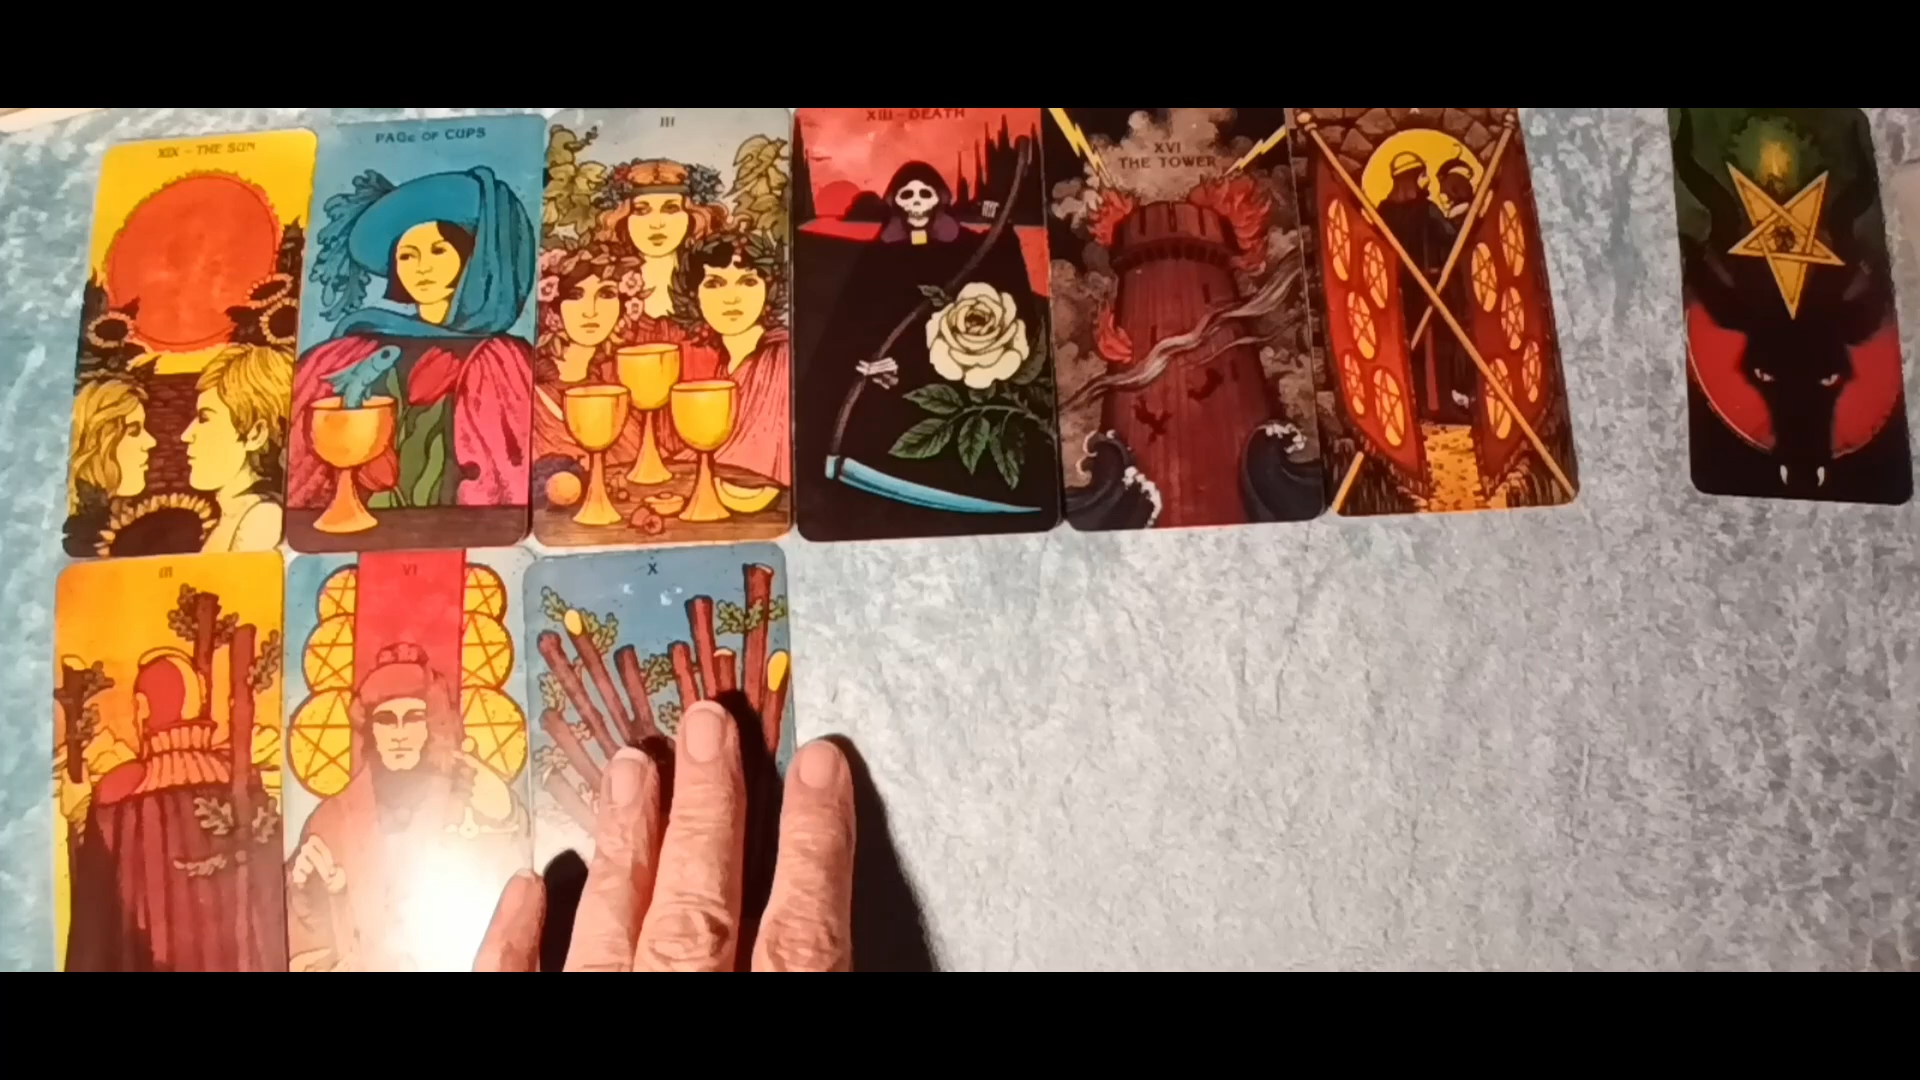 XIX - THE SUN
PAGE OF CUPS
III
XIII - DEATH
XVI
THE TOWER
III
VI
X